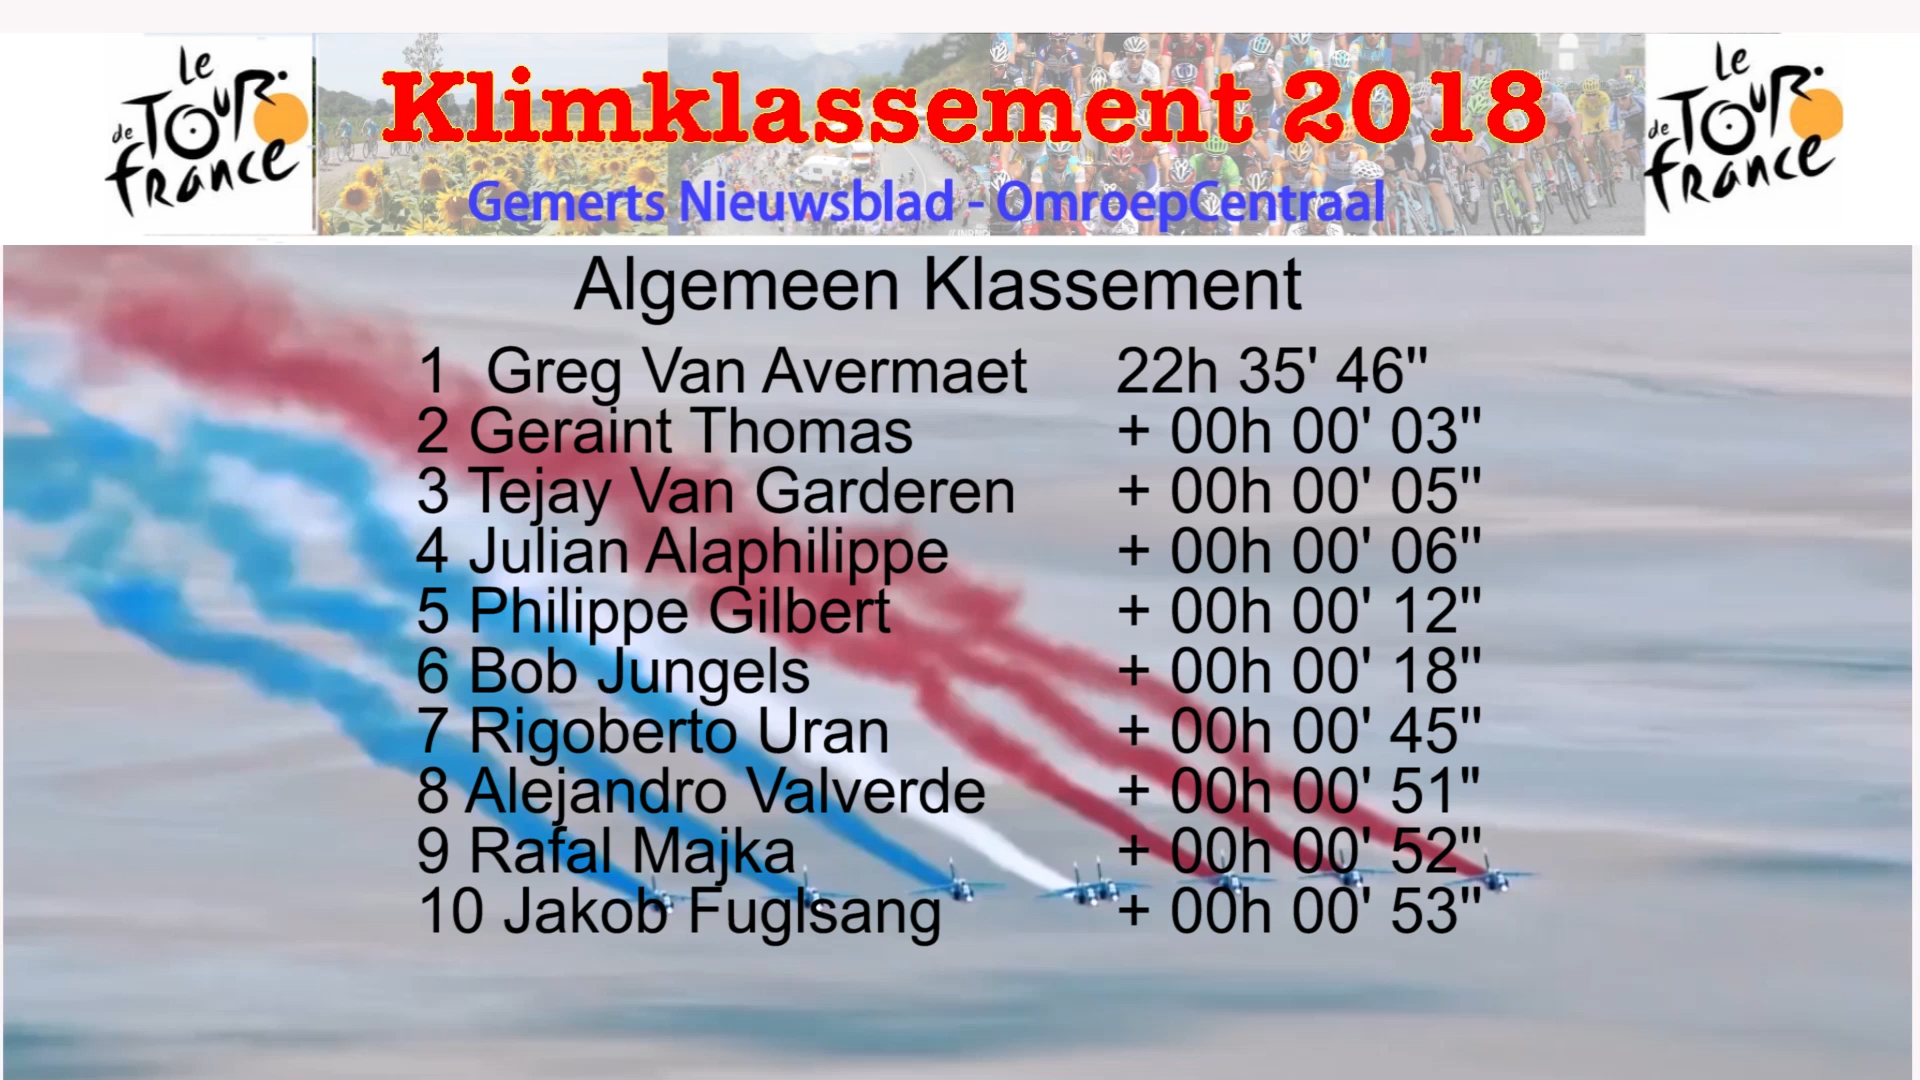 Le Tour de France
Klimklassement 2018
Gemerts Nieuwsblad - OmroepCentraal
Le Tour de France
Algemeen Klassement
1 Greg Van Avermaet 22h 35' 46"
2 Geraint Thomas + 00h 00' 03"
3 Tejay Van Garderen + 00h 00' 05"
4 Julian Alaphilippe + 00h 00' 06"
5 Philippe Gilbert + 00h 00' 12"
6 Bob Jungels + 00h 00' 18"
7 Rigoberto Uran + 00h 00' 45"
8 Alejandro Valverde + 00h 00' 51"
9 Rafal Majka + 00h 00' 52"
10 Jakob Fuglsang + 00h 00' 53"